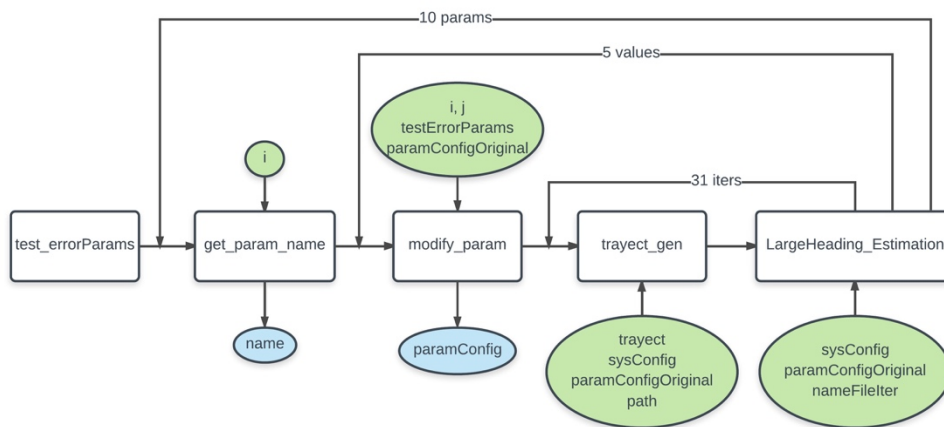 10 params
5 values
i, j
testErrorParams
paramConfigOriginal
i
31 iters
test_errorParams
get_param_name
modify_param
trayect_gen
LargeHeading_Estimation
name
paramConfig
trayect
sysConfig
paramConfigOriginal
path
sysConfig
paramConfigOriginal
nameFileIter